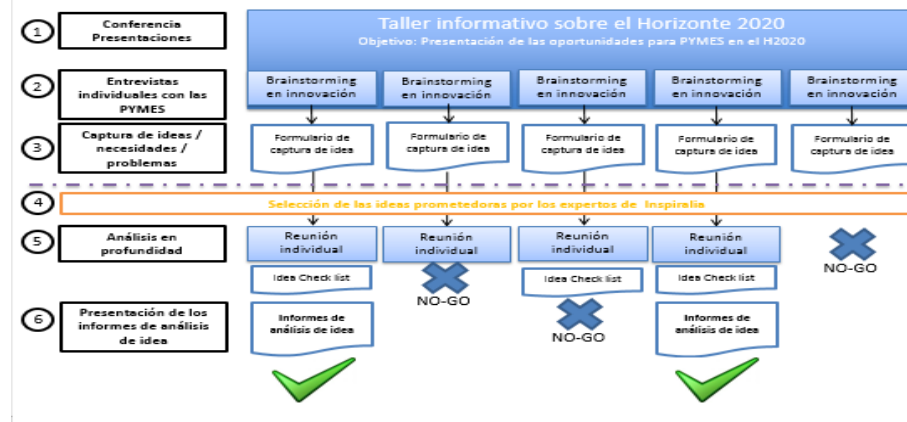 1
Conferencia
Presentaciones
Taller informativo sobre el Horizonte 2020
Objetivo: Presentación de las oportunidades para PYMES en el H2020
2
Entrevistas
individuales con las
PYMES
Brainstorming
en innovación
Brainstorming
en innovación
Brainstorming
en innovación
Brainstorming
en innovación
Brainstorming
en innovación
3
Captura de ideas /
necesidades /
problemas
Formulario de
captura de idea
Formulario de
captura de idea
Formulario de
captura de idea
Formulario de
captura de idea
Formulario de
captura de idea
4
Selección de las ideas prometedoras por los expertos de Inspiralia
5
Análisis en
profundidad
Reunión
individual
Reunión
individual
Reunión
individual
Reunión
individual
NO-GO
Idea Check list
NO-GO
Idea Check list
Idea Check list
6
Presentación de los
informes de análisis
de idea
Informes de
análisis de idea
NO-GO
Informes de
análisis de idea